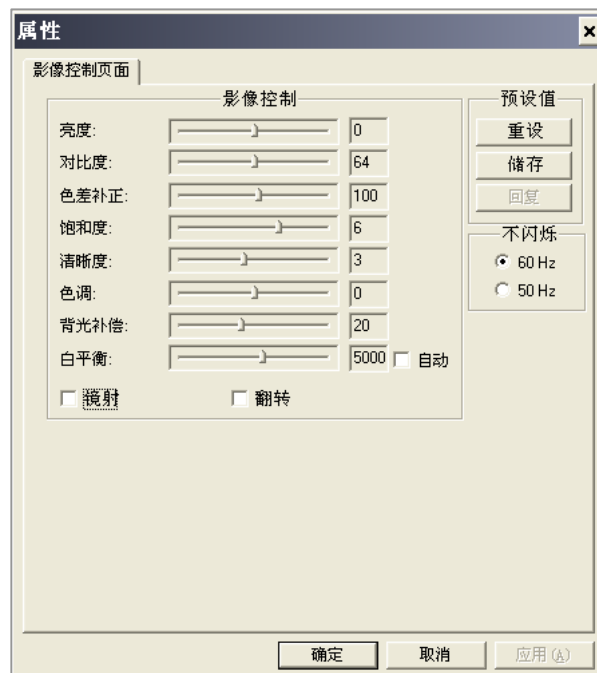 属性
影像控制页面
影像控制
亮度: 0
对比度: 64
色差补正: 100
饱和度: 6
清晰度: 3
色调: 0
背光补偿: 20
白平衡: 5000 自动
镜射 翻转
预设值
重设
储存
回复
不闪烁
60 Hz
50 Hz
确定 取消 应用(A)